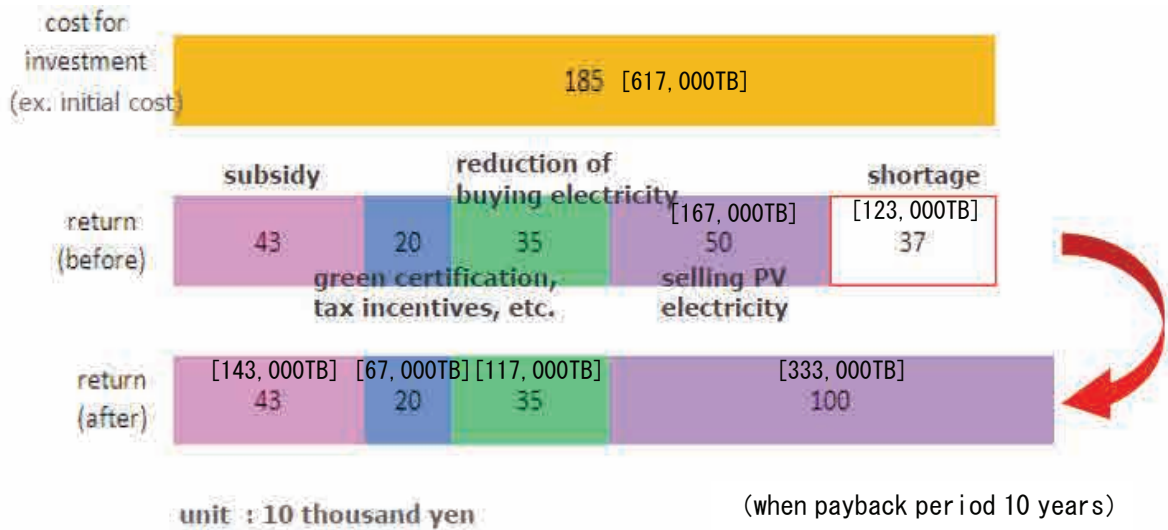 cost for
investment
(ex. initial cost)
185 [617,000TB]
subsidy
reduction of
buying electricity
shortage
return
(before)
43
20
35
[167,000TB]
50
[123,000TB]
37
green certification,
tax incentives, etc.
selling PV
electricity
return
(after)
[143,000TB]
43
[67,000TB]
20
[117,000TB]
35
[333,000TB]
100
unit : 10 thousand yen
(when payback period 10 years)